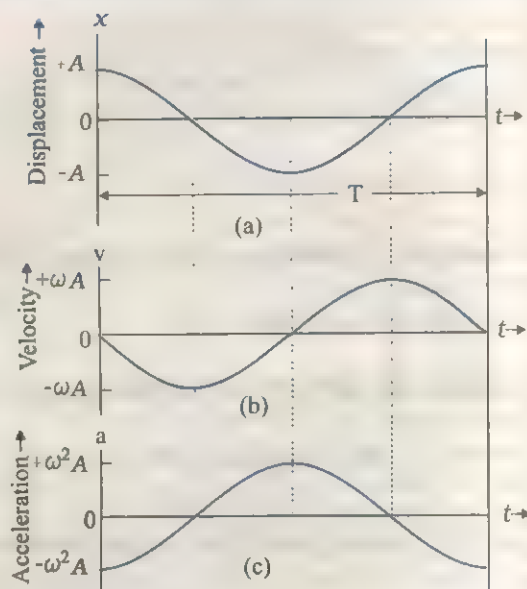 x
Displacement→
+A
0
t→
-A
T
(a)
v
Velocity→
+ωA
0
t→
-ωA
(b)
a
Acceleration→
+ω²A
0
t→
-ω²A
(c)